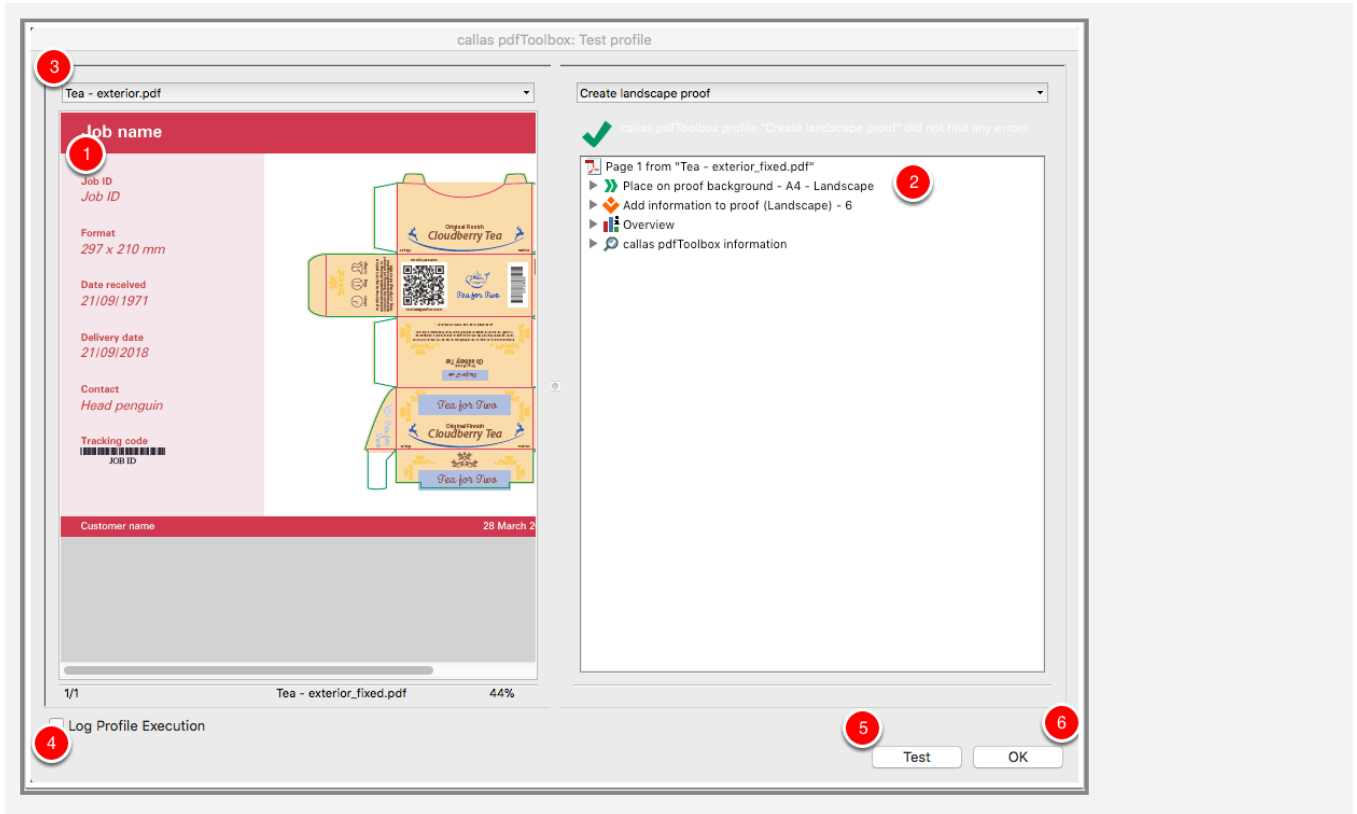 callas pdfToolbox: Test profile
3
Tea - exterior.pdf
Job name
1
Job ID
Job ID
Format
297 x 210 mm
Date received
21/09/1971
Delivery date
21/09/2018
Contact
Head penguin
Tracking code
JOB ID
Original Finnish
Cloudberry Tea
Tea for Two
Tea for Two
Original Finnish
Cloudberry Tea
Tea for Two
Customer name
28 March 2
1/1
Tea - exterior_fixed.pdf
44%
Create landscape proof
callas pdfToolbox profile "Create landscape proof" did not find any errors
Page 1 from "Tea - exterior_fixed.pdf"
2
Place on proof background - A4 - Landscape
Add information to proof (Landscape) - 6
Overview
callas pdfToolbox information
Log Profile Execution
4
5
6
Test
OK